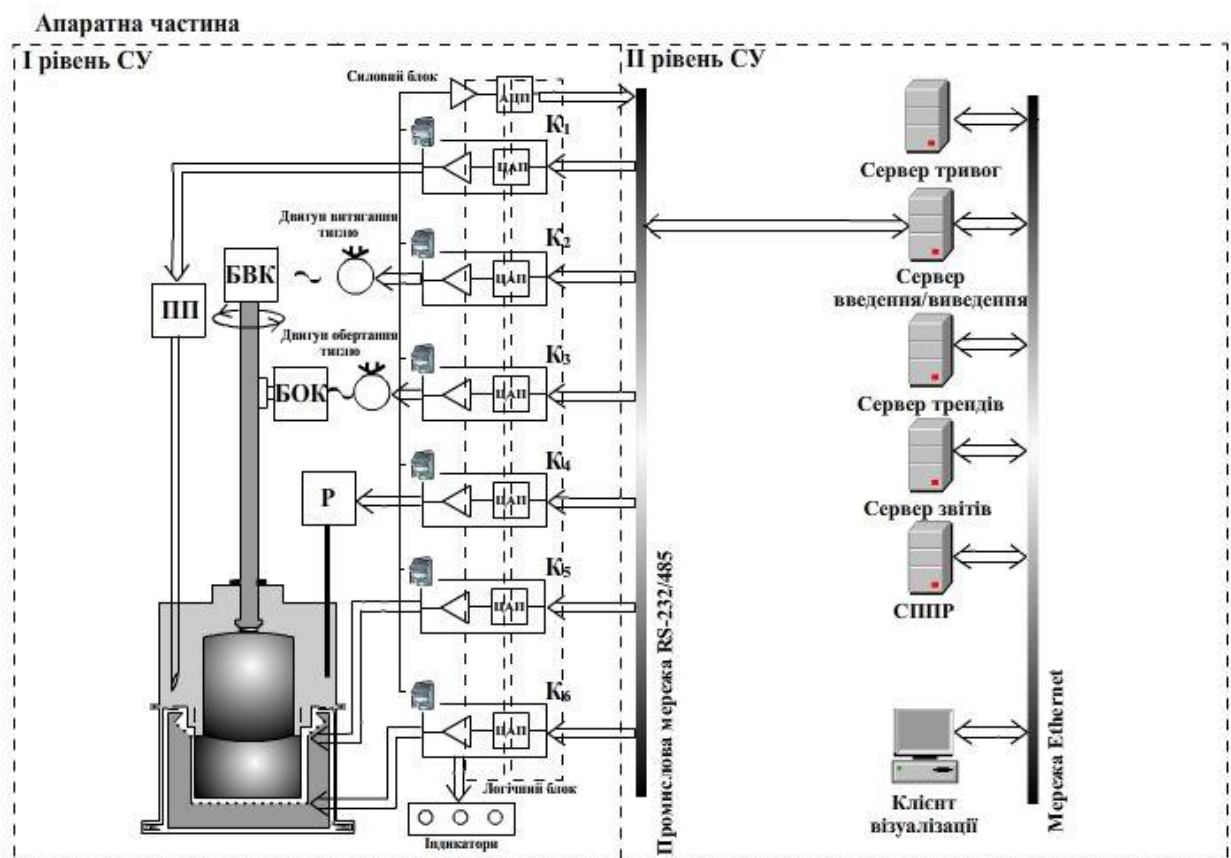 Апаратна частина
І рівень СУ
ІІ рівень СУ
Силовий блок
АЦП
К1
ЦАП
Двигун витягання
тиглю
К2
ЦАП
БВК
ПП
Двигун обертання
тиглю
К3
ЦАП
БОК
К4
ЦАП
Р
К5
ЦАП
К6
ЦАП
Логічний блок
Індикатори
Промислова мережа RS-232/485
Сервер тривог
Сервер
введення/виведення
Сервер трендів
Сервер звітів
СППР
Клієнт
візуалізації
Мережа Ethernet